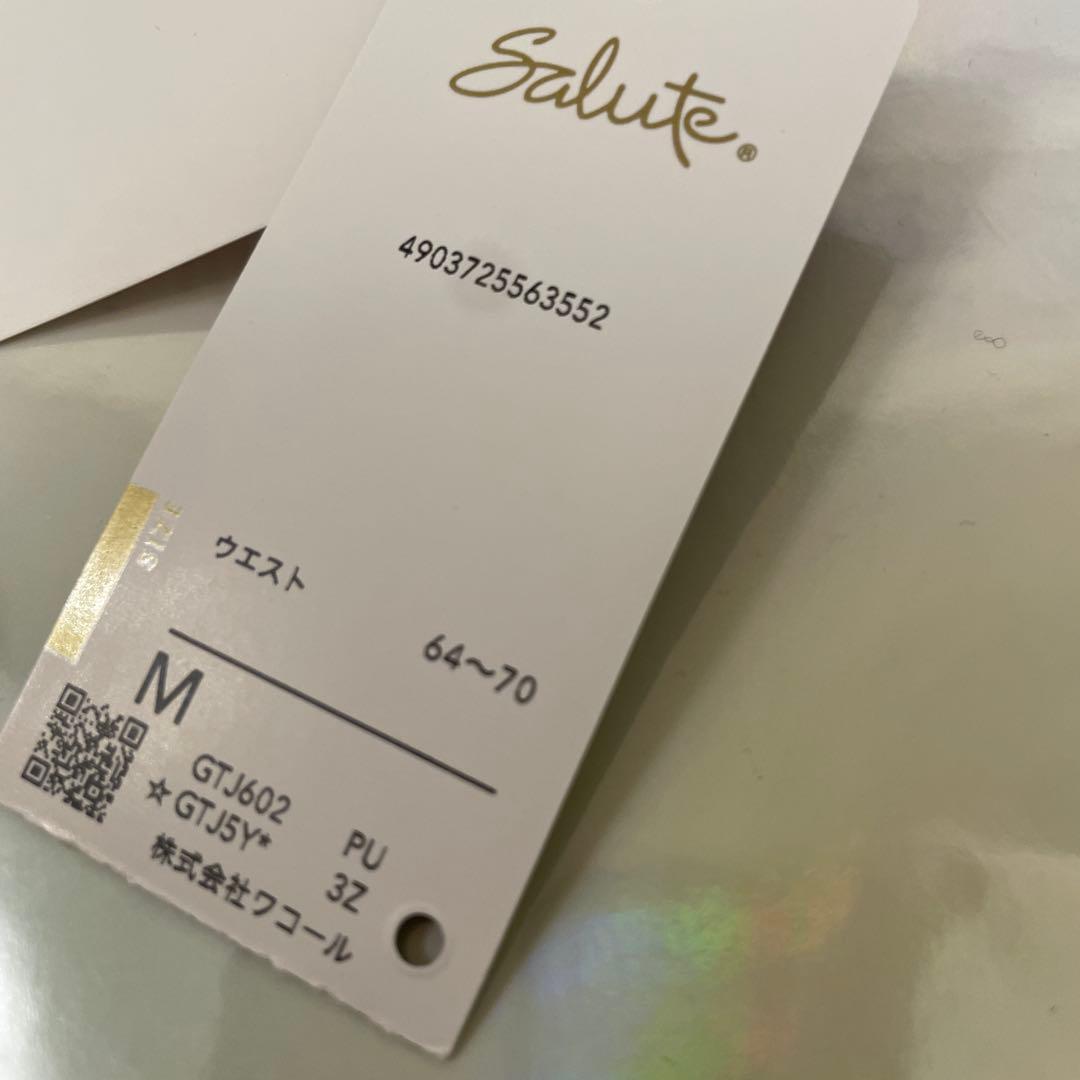 Salute®
4903725563552
SIZE
ウエスト
64〜70
M
GTJ602 PU
☆GTJ5Y* 3Z
株式会社ワコール